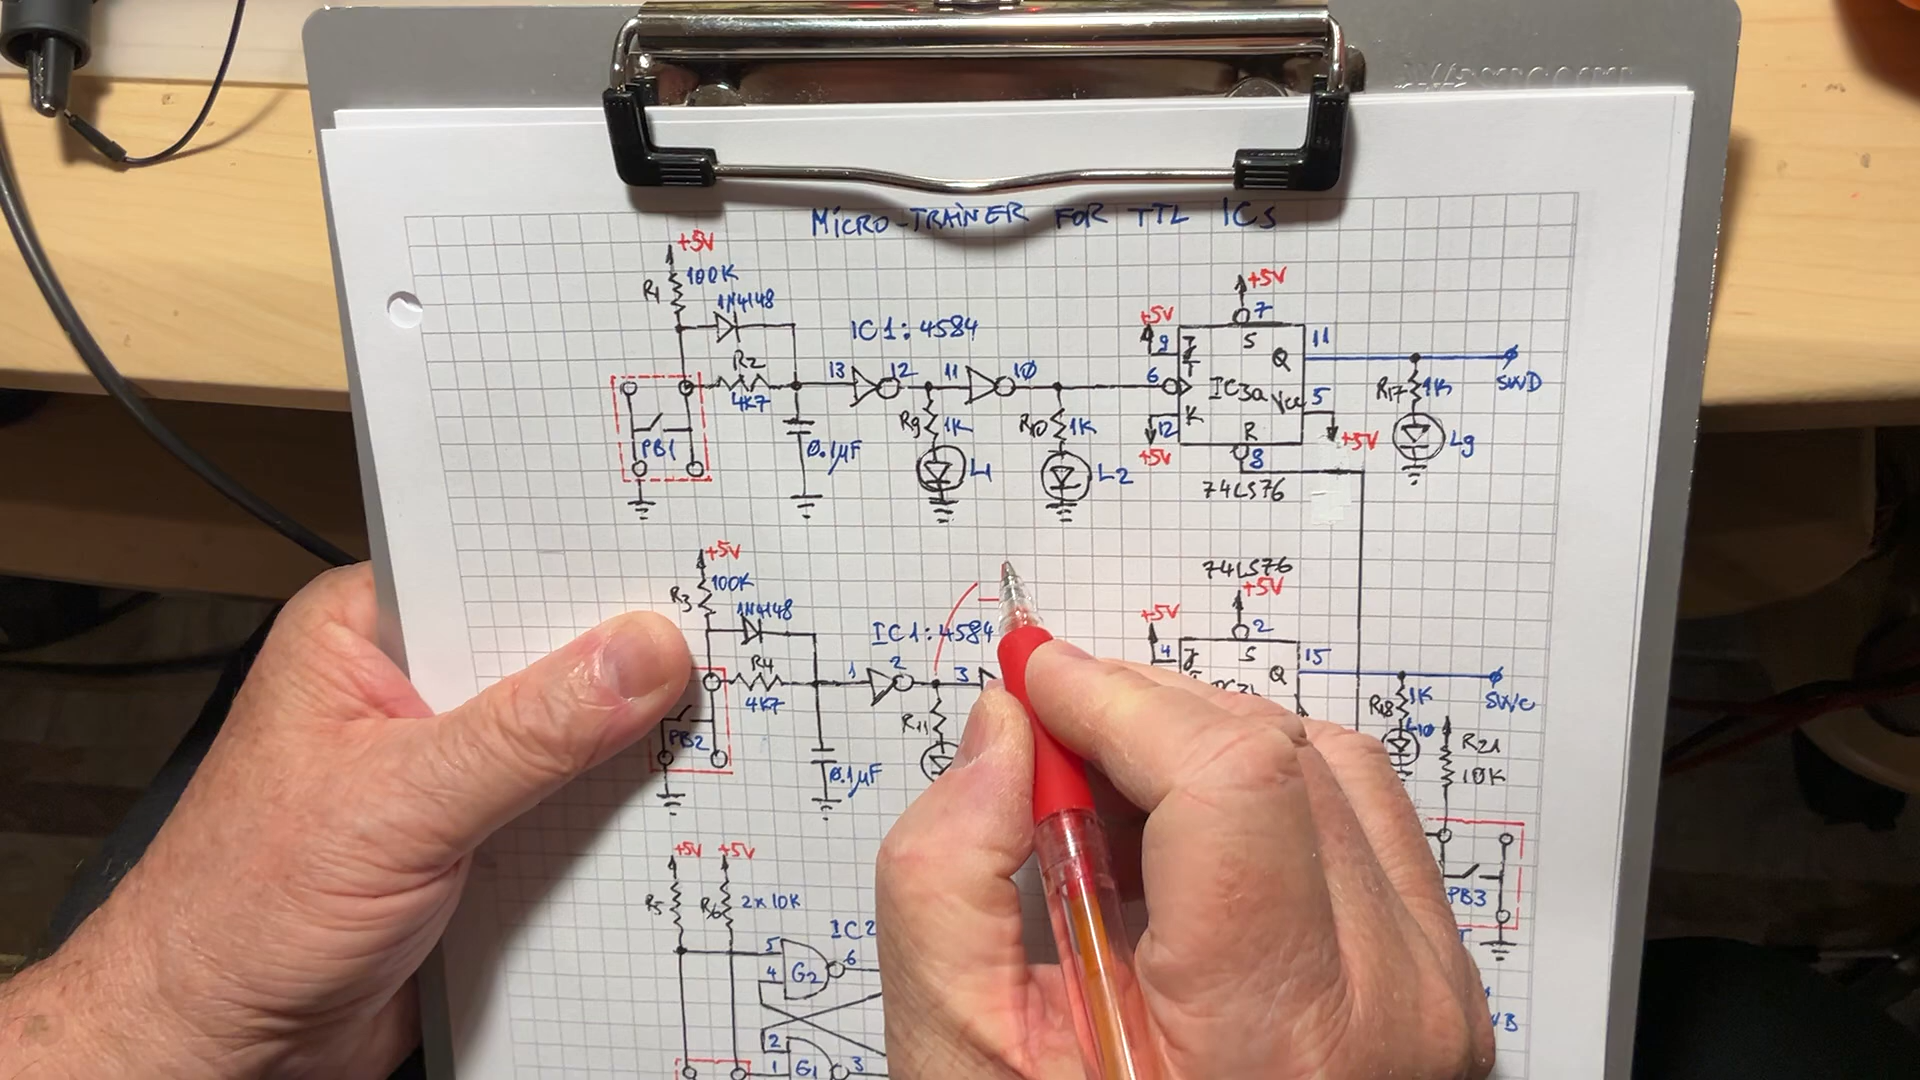 MICRO-TRAINER FOR TTL ICs
+5V
100K
R1
1N4148
R2
4K7
PB1
0.1µF
IC1: 4584
13
12
11
10
R9
1K
L1
R10
1K
L2
+5V
7
+5V
9
J
S
Q
11
T
6
IC3a
Vcc
5
K
12
R
+5V
+5V
8
74LS76
R17
1K
SWD
L9
+5V
100K
R3
1N4148
R4
4K7
PB2
0.1µF
IC1: 4584
1
2
3
R11
74LS76
+5V
2
+5V
4
J
S
Q
15
R18
1K
SWC
L10
R21
10K
PB3
+5V
+5V
R5
R6
2x10K
IC2
5
4
G2
6
2
1
G1
3
T
B